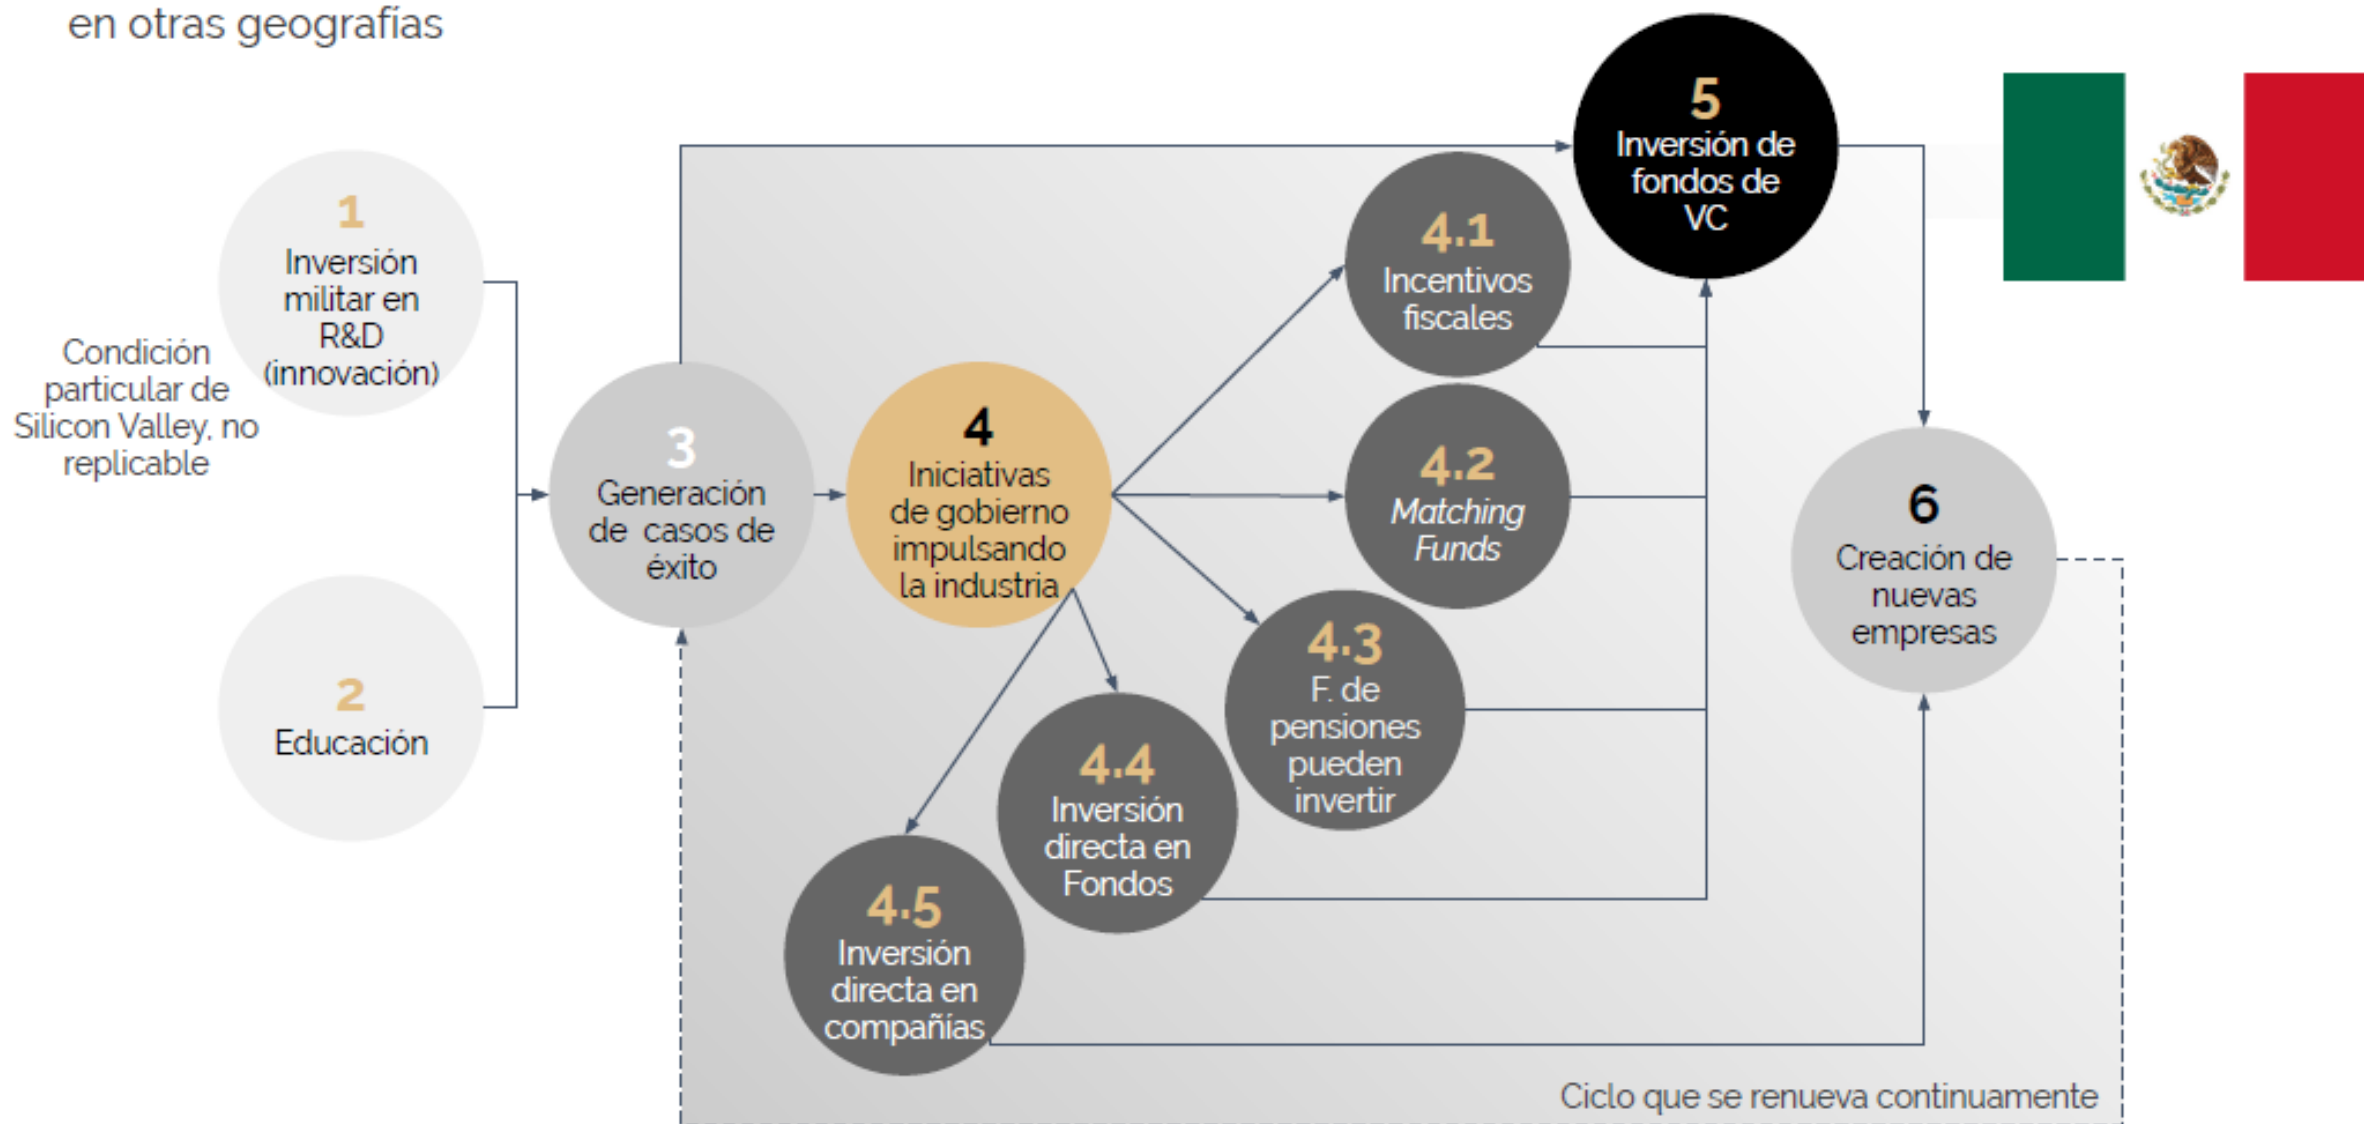 en otras geografías
1
Inversión
militar en
R&D
(innovación)
Condición
particular de
Silicon Valley, no
replicable
2
Educación
3
Generación
de casos de
éxito
4
Iniciativas
de gobierno
impulsando
la industria
4.1
Incentivos
fiscales
4.2
Matching
Funds
4.3
F. de
pensiones
pueden
invertir
4.4
Inversión
directa en
Fondos
4.5
Inversión
directa en
compañías
5
Inversión de
fondos de
VC
6
Creación de
nuevas
empresas
Ciclo que se renueva continuamente